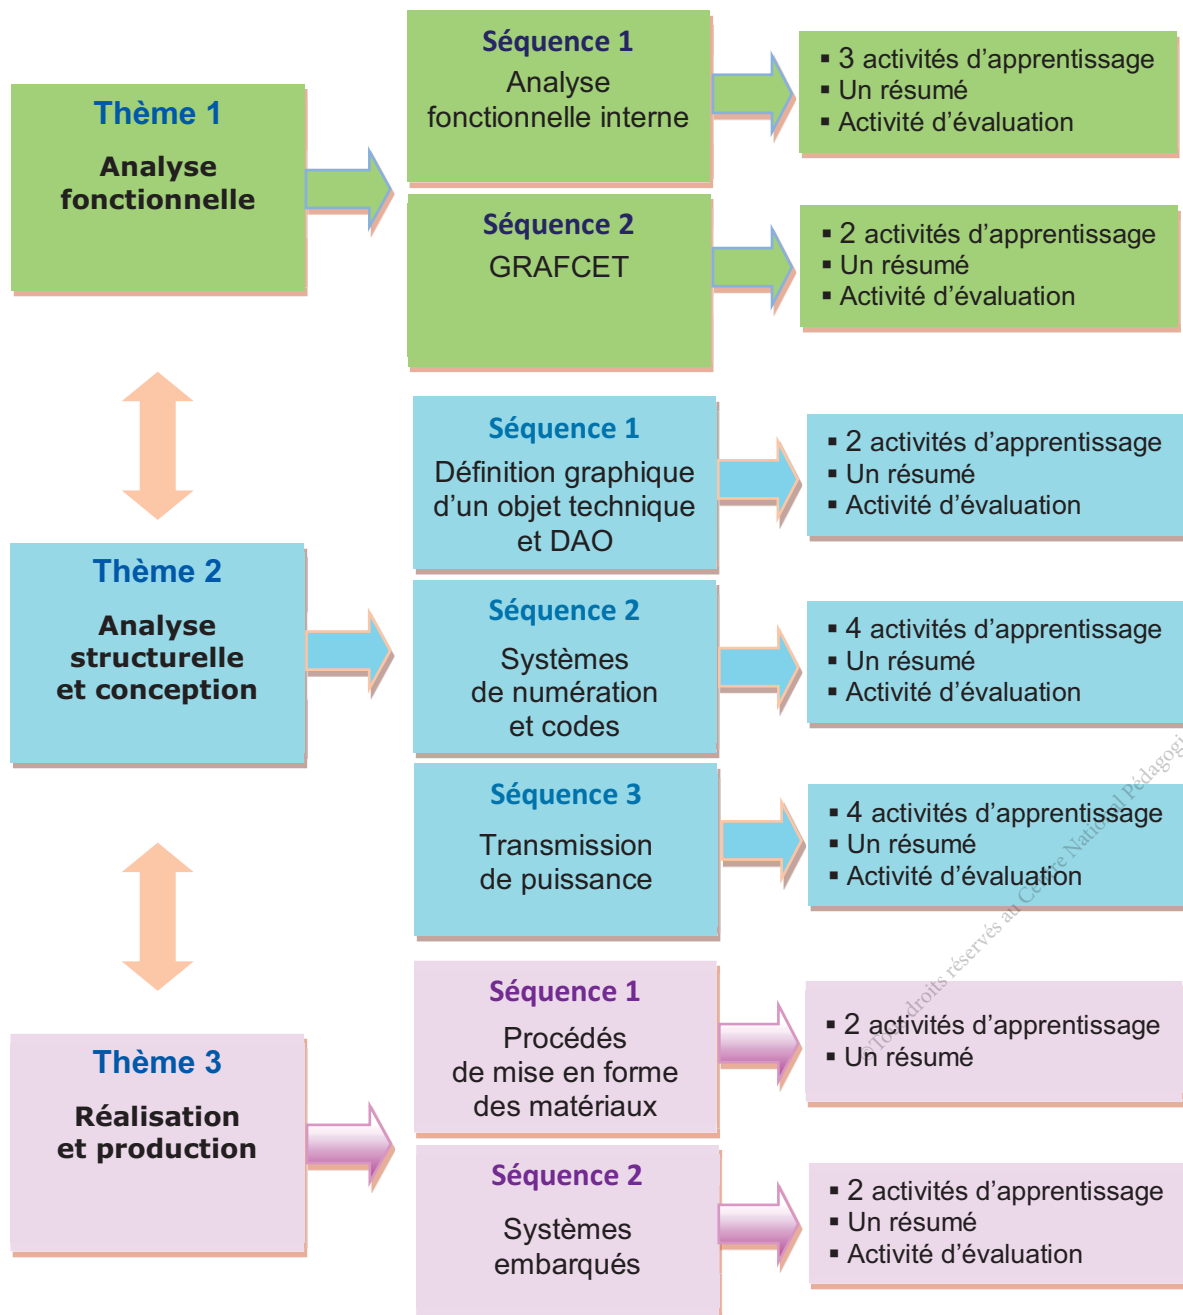 Thème 1
Analyse
fonctionnelle
Séquence 1
Analyse
fonctionnelle interne
▪ 3 activités d’apprentissage
▪ Un résumé
▪ Activité d’évaluation
Séquence 2
GRAFCET
▪ 2 activités d’apprentissage
▪ Un résumé
▪ Activité d’évaluation
Thème 2
Analyse
structurelle
et conception
Séquence 1
Définition graphique
d’un objet technique
et DAO
▪ 2 activités d’apprentissage
▪ Un résumé
▪ Activité d’évaluation
Séquence 2
Systèmes
de numération
et codes
▪ 4 activités d’apprentissage
▪ Un résumé
▪ Activité d’évaluation
Séquence 3
Transmission
de puissance
▪ 4 activités d’apprentissage
▪ Un résumé
▪ Activité d’évaluation
Thème 3
Réalisation
et production
Séquence 1
Procédés
de mise en forme
des matériaux
▪ 2 activités d’apprentissage
▪ Un résumé
Séquence 2
Systèmes
embarqués
▪ 2 activités d’apprentissage
▪ Un résumé
▪ Activité d’évaluation
droits réservés au Centre National